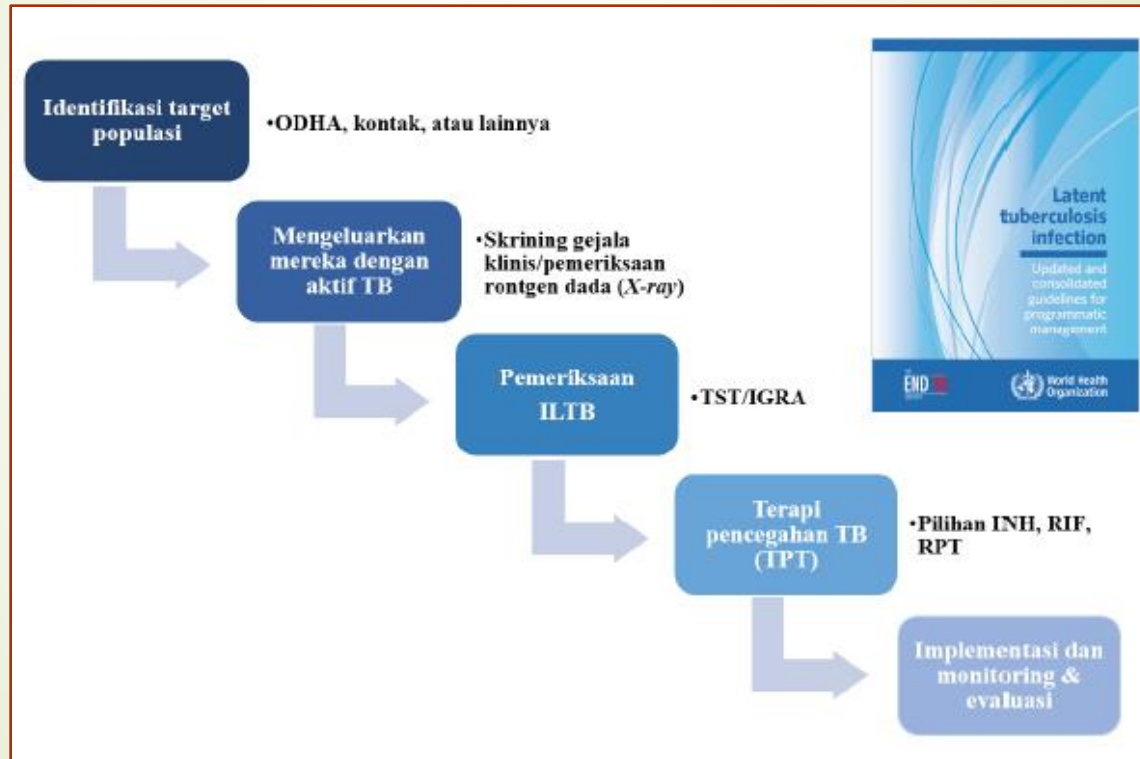 Identifikasi target
populasi
•ODHA, kontak, atau lainnya
Mengeluarkan
mereka dengan
aktif TB
•Skrining gejala
klinis/pemeriksaan
rontgen dada (X-ray)
Pemeriksaan
ILTB
•TST/IGRA
Terapi
pencegahan TB
(TPT)
•Pilihan INH, RIF,
RPT
Implementasi dan
monitoring &
evaluasi
Latent
tuberculosis
infection
Updated and
consolidated
guidelines for
programmatic
management
END
World Health
Organization